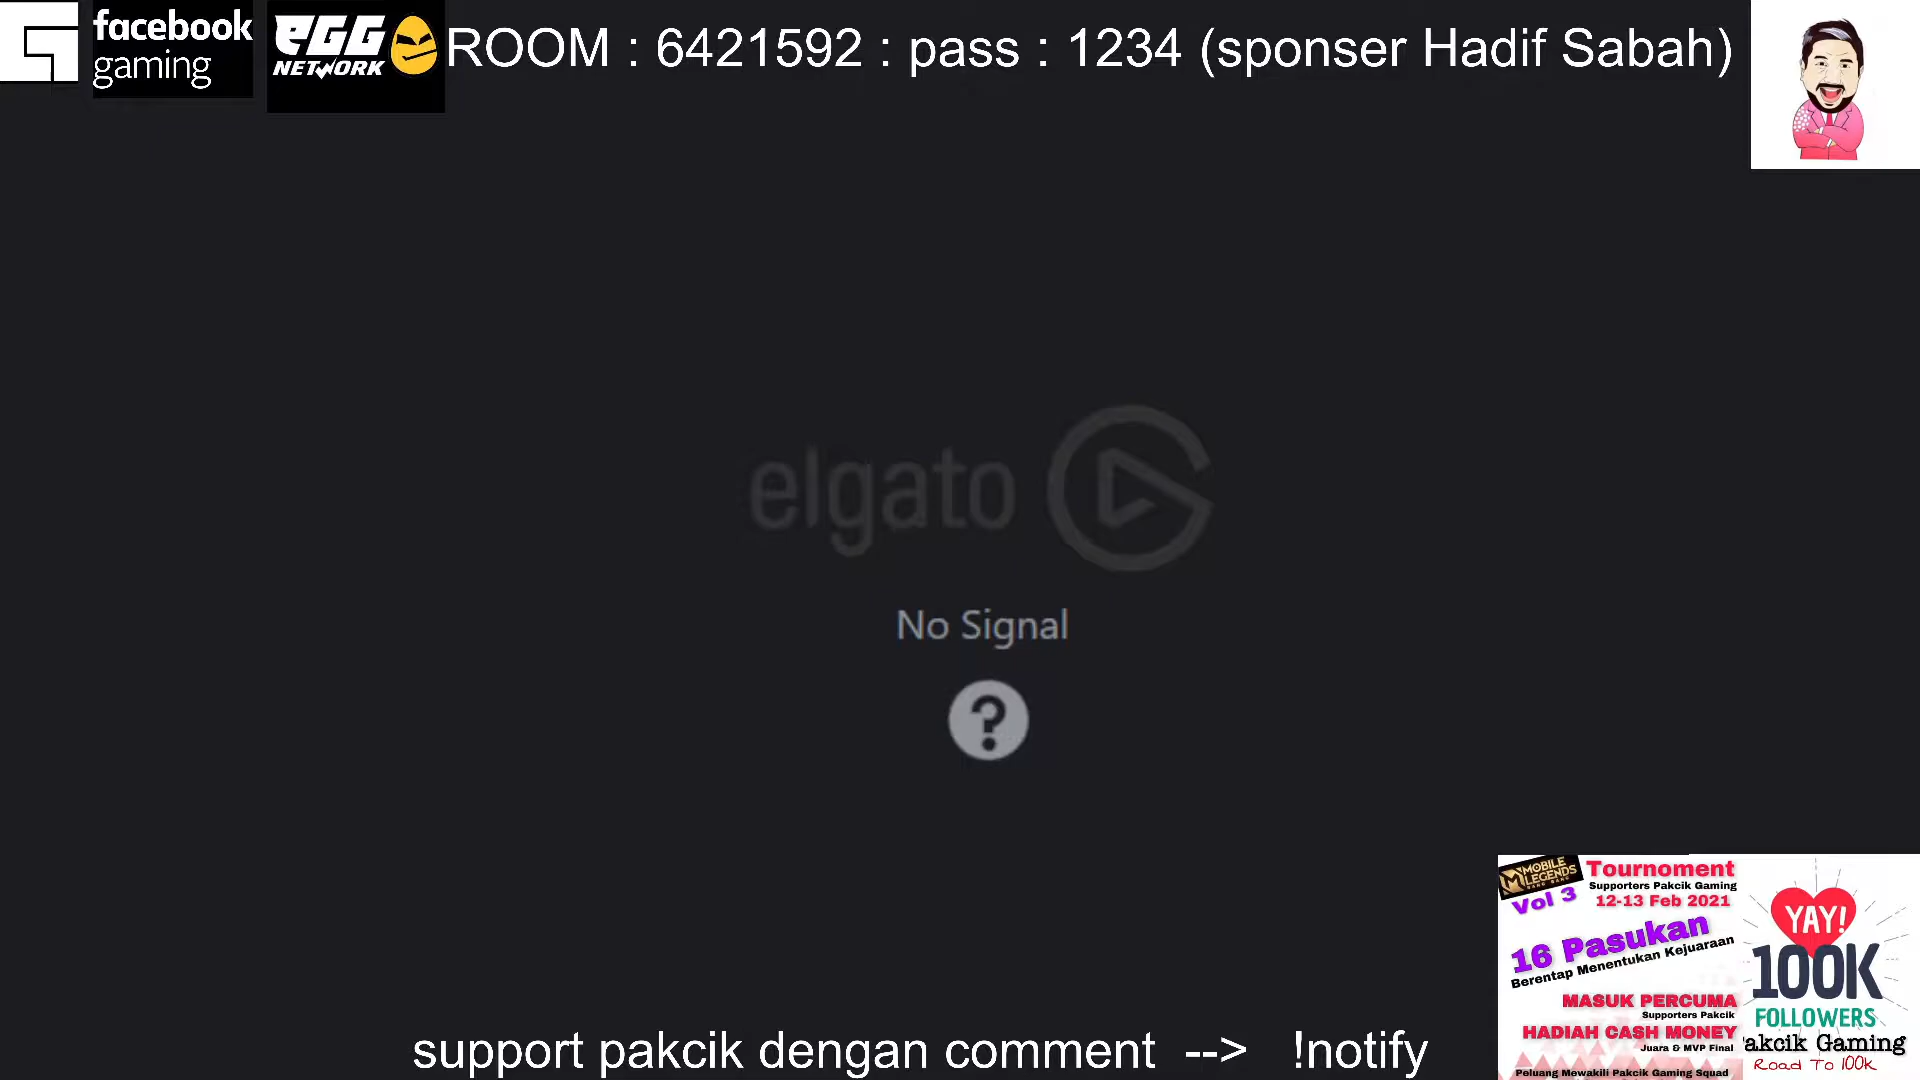 facebook
gaming
eGG
NETWORK
ROOM : 6421592 : pass : 1234 (sponser Hadif Sabah)
elgato
No Signal
?
MOBILE
LEGENDS
BANG BANG
Tournoment
Supporters Pakcik Gaming
Vol 3
12-13 Feb 2021
16 Pasukan
Berentap Menentukan Kejuaraan
MASUK PERCUMA
Supporters Pakcik
HADIAH CASH MONEY
Juara & MVP Final
Peluang Mewakili Pakcik Gaming Squad
YAY!
100K
FOLLOWERS
akcik Gaming
Road To 100k
support pakcik dengan comment --> !notify